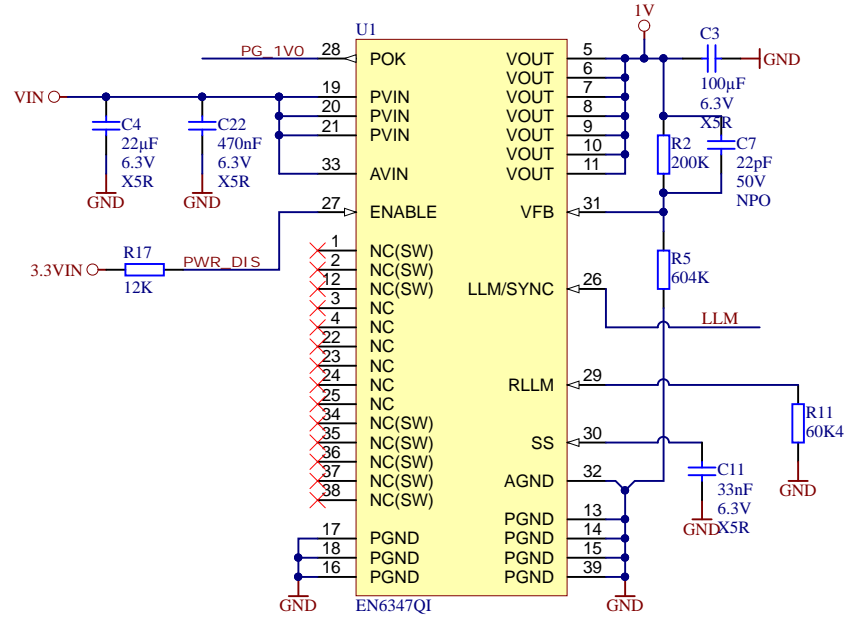 1V
U1
C3
100µF
6.3V
X5R
GND
PG_1V0
28
POK
VOUT
5
VOUT
6
VIN
19
PVIN
VOUT
7
20
PVIN
VOUT
8
21
PVIN
VOUT
9
VOUT
10
33
AVIN
VOUT
11
C4
22µF
6.3V
X5R
GND
C22
470nF
6.3V
X5R
GND
R2
200K
C7
22pF
50V
NPO
27
ENABLE
VFB
31
3.3VIN
R17
12K
PWR_DIS
1
NC(SW)
2
NC(SW)
12
NC(SW)
3
NC
4
NC
22
NC
23
NC
24
NC
25
NC
34
NC(SW)
35
NC(SW)
36
NC(SW)
37
NC(SW)
38
NC(SW)
R5
604K
LLM/SYNC
26
LLM
RLLM
29
R11
60K4
GND
SS
30
C11
33nF
6.3V
X5R
GND
AGND
32
PGND
13
17
PGND
PGND
14
18
PGND
PGND
15
16
PGND
PGND
39
GND
EN6347QI
GND